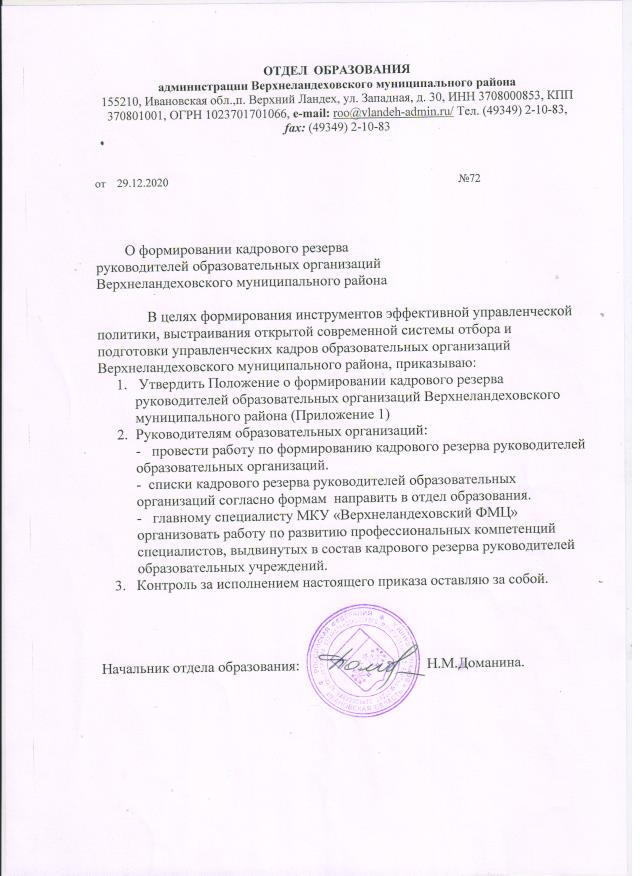 ОТДЕЛ ОБРАЗОВАНИЯ
администрации Верхнеландеховского муниципального района
155210, Ивановская обл.,п. Верхний Ландех, ул. Западная, д. 30, ИНН 3708000853, КПП
370801001, ОГРН 1023701701066, e-mail: roo@vlandeh-admin.ru/ Тел. (49349) 2-10-83,
fax: (49349) 2-10-83
от 29.12.2020 №72
О формировании кадрового резерва
руководителей образовательных организаций
Верхнеландеховского муниципального района
В целях формирования инструментов эффективной управленческой
политики, выстраивания открытой современной системы отбора и
подготовки управленческих кадров образовательных организаций
Верхнеландеховского муниципального района, приказываю:
1. Утвердить Положение о формировании кадрового резерва
руководителей образовательных организаций Верхнеландеховского
муниципального района (Приложение 1)
2. Руководителям образовательных организаций:
- провести работу по формированию кадрового резерва руководителей
образовательных организаций.
- списки кадрового резерва руководителей образовательных
организаций согласно формам направить в отдел образования.
- главному специалисту МКУ «Верхнеландеховский ФМЦ»
организовать работу по развитию профессиональных компетенций
специалистов, выдвинутых в состав кадрового резерва руководителей
образовательных учреждений.
3. Контроль за исполнением настоящего приказа оставляю за собой.
Начальник отдела образования: Н.М.Доманина.